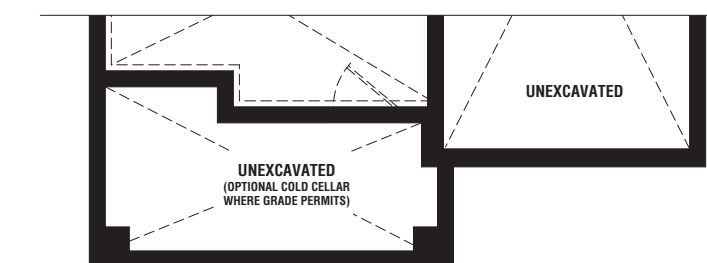 UNEXCAVATED
UNEXCAVATED
(OPTIONAL COLD CELLAR
WHERE GRADE PERMITS)